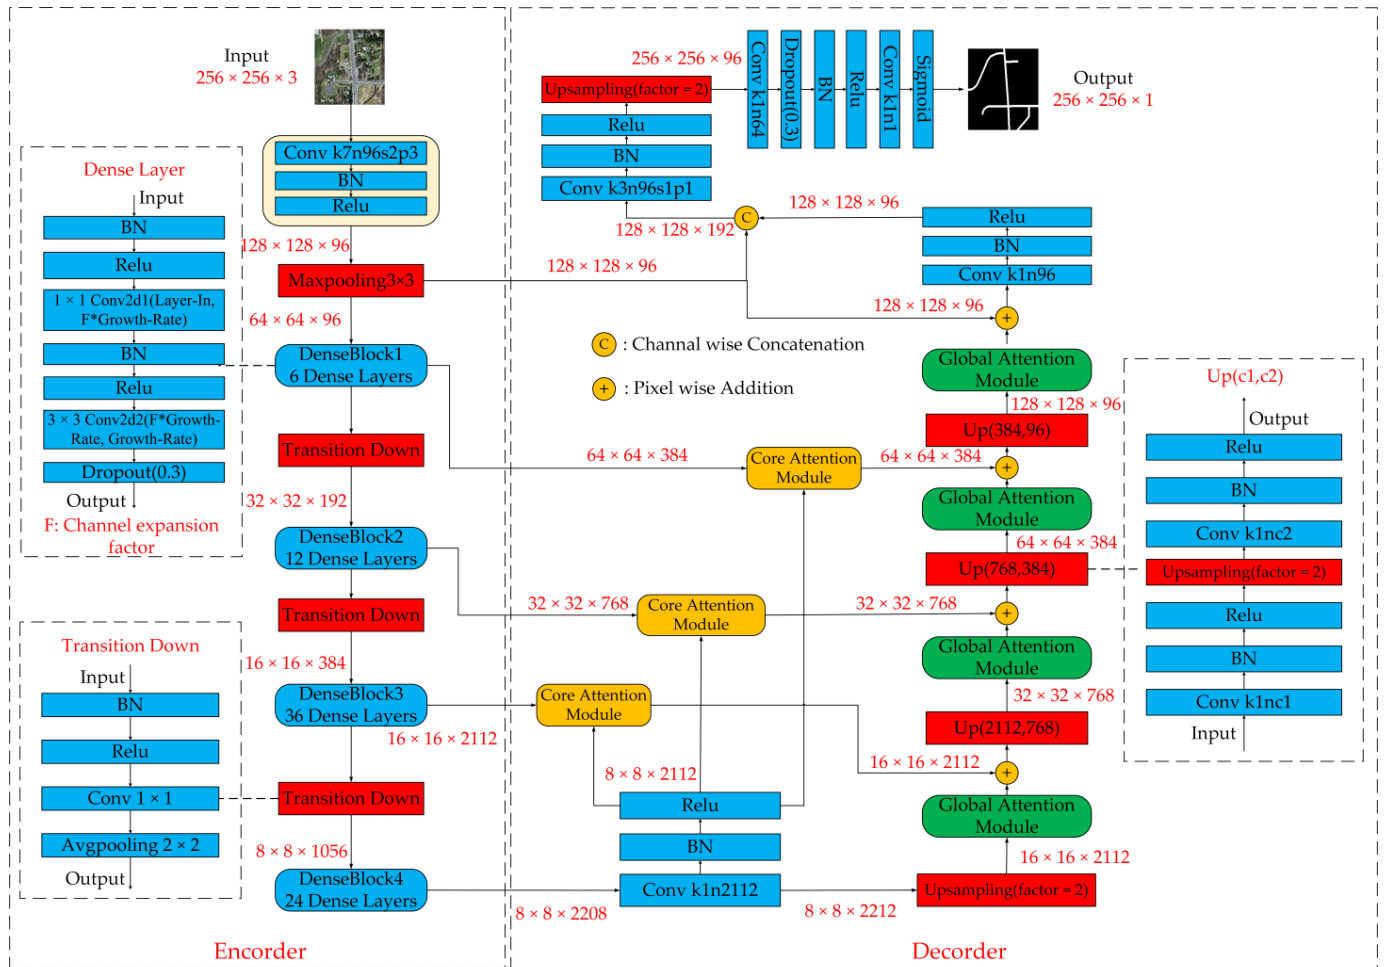 Input
256 × 256 × 3
Conv k7n96s2p3
BN
Relu
128 × 128 × 96
Maxpooling3×3
64 × 64 × 96
DenseBlock1
6 Dense Layers
Transition Down
32 × 32 × 192
DenseBlock2
12 Dense Layers
Transition Down
16 × 16 × 384
DenseBlock3
36 Dense Layers
16 × 16 × 2112
Transition Down
8 × 8 × 1056
DenseBlock4
24 Dense Layers
Dense Layer
Input
BN
Relu
1 × 1 Conv2d1(Layer-In,
F*Growth-Rate)
BN
Relu
3 × 3 Conv2d2(F*Growth-
Rate, Growth-Rate)
Dropout(0.3)
Output
F: Channel expansion
factor
Transition Down
Input
BN
Relu
Conv 1 × 1
Avgpooling 2 × 2
Output
Encorder
256 × 256 × 96
Upsampling(factor = 2)
Relu
BN
Conv k3n96s1p1
Conv k1n64
Dropout(0.3)
BN
Relu
Conv k1n1
Sigmoid
Output
256 × 256 × 1
128 × 128 × 192
C
128 × 128 × 96
Relu
BN
Conv k1n96
128 × 128 × 96
128 × 128 × 96
+
C : Channal wise Concatenation
+ : Pixel wise Addition
Global Attention
Module
128 × 128 × 96
Up(384,96)
64 × 64 × 384
Core Attention
Module
64 × 64 × 384
+
Global Attention
Module
64 × 64 × 384
Up(768,384)
32 × 32 × 768
Core Attention
Module
32 × 32 × 768
+
Global Attention
Module
32 × 32 × 768
Core Attention
Module
Up(2112,768)
16 × 16 × 2112
+
8 × 8 × 2112
Relu
BN
Conv k1n2112
Global Attention
Module
16 × 16 × 2112
Upsampling(factor = 2)
8 × 8 × 2208
8 × 8 × 2212
Up(c1,c2)
Output
Relu
BN
Conv k1nc2
Upsampling(factor = 2)
Relu
BN
Conv k1nc1
Input
Decorder